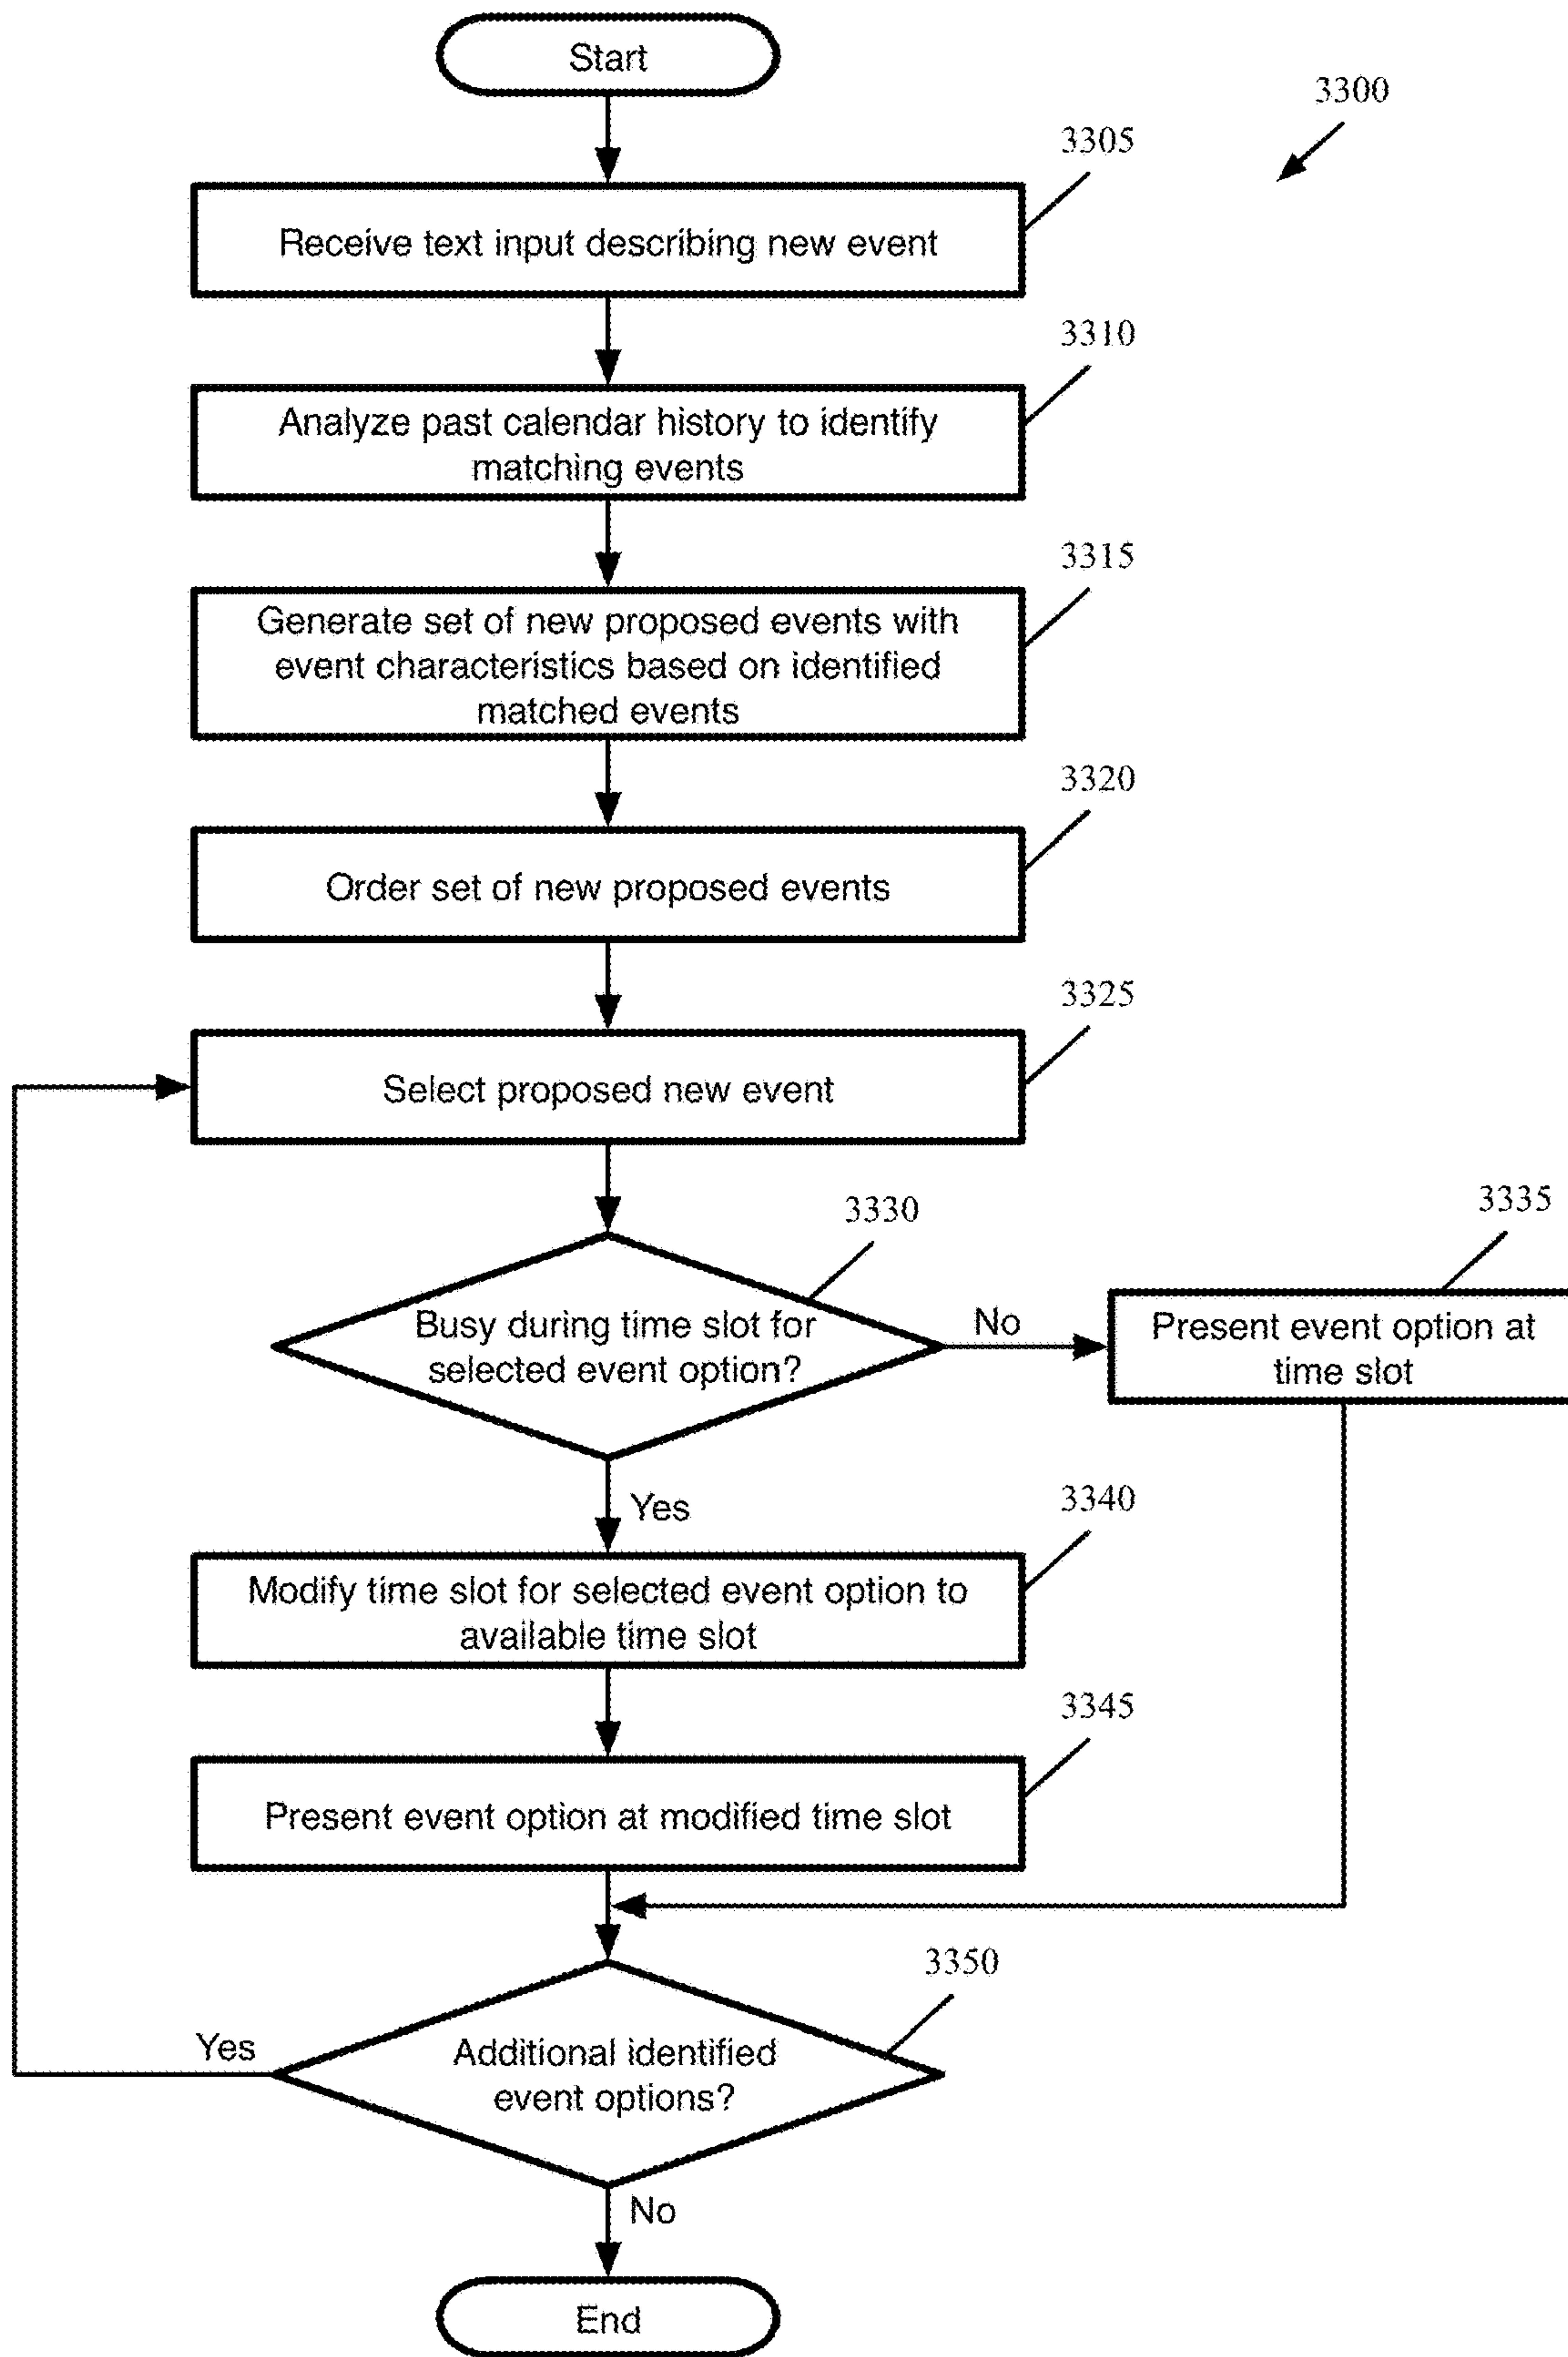 Start
3300
3305
Receive text input describing new event
3310
Analyze past calendar history to identify
matching events
3315
Generate set of new proposed events with
event characteristics based on identified
matched events
3320
Order set of new proposed events
3325
Select proposed new event
3330
Busy during time slot for
selected event option?
No
3335
Present event option at
time slot
Yes
3340
Modify time slot for selected event option to
available time slot
3345
Present event option at modified time slot
3350
Additional identified
event options?
Yes
No
End